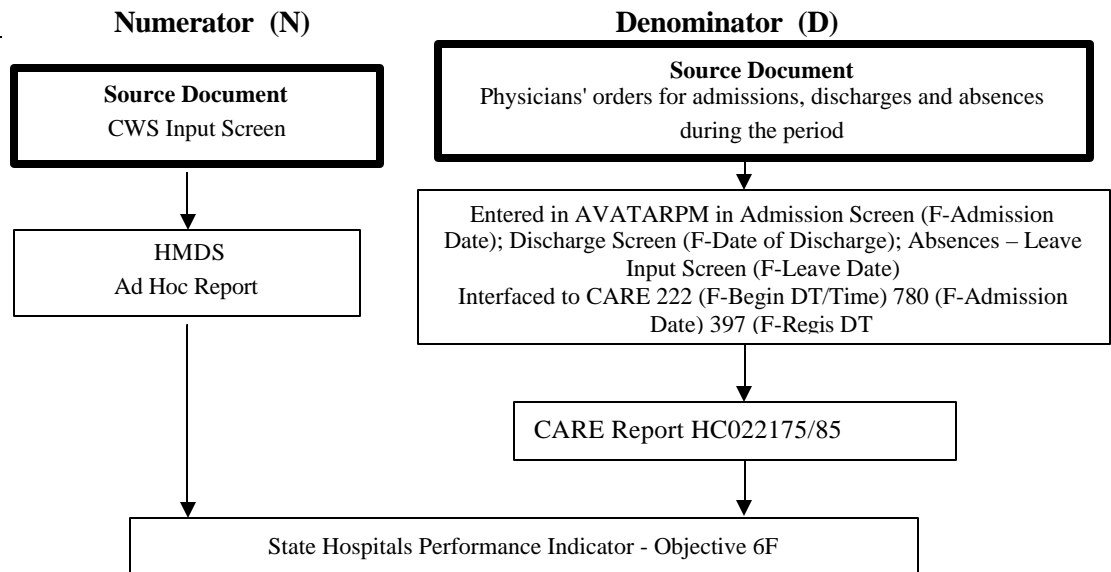 Numerator (N)
Denominator (D)
Source Document
CWS Input Screen
Source Document
Physicians' orders for admissions, discharges and absences
during the period
HMDS
Ad Hoc Report
Entered in AVATARPM in Admission Screen (F-Admission
Date); Discharge Screen (F-Date of Discharge); Absences – Leave
Input Screen (F-Leave Date)
Interfaced to CARE 222 (F-Begin DT/Time) 780 (F-Admission
Date) 397 (F-Regis DT
CARE Report HC022175/85
State Hospitals Performance Indicator - Objective 6F